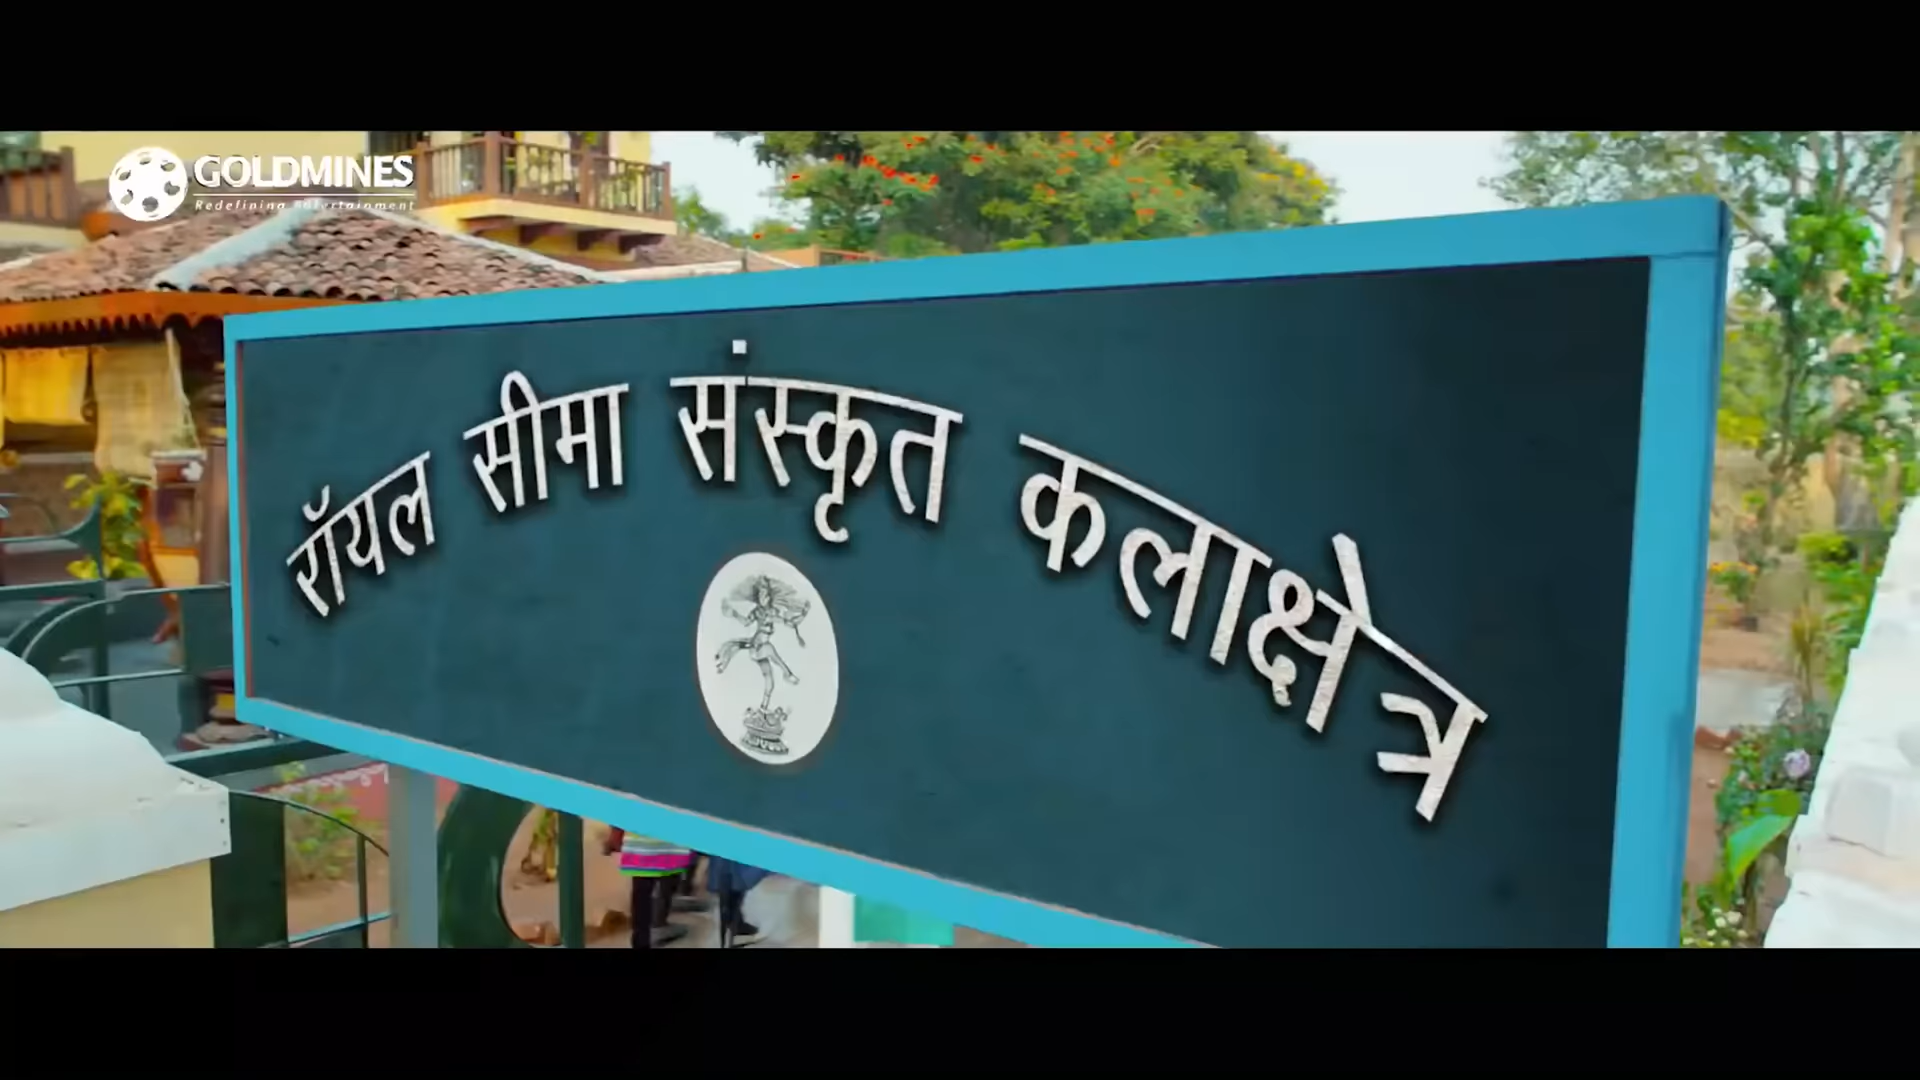 GOLDMINES
Redefining Entertainment
रॉयल सीमा संस्कृत कलाक्षेत्र